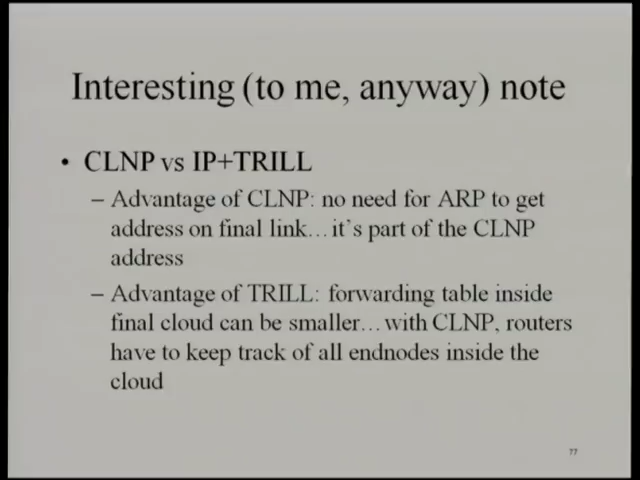 Interesting (to me, anyway) note
• CLNP vs IP+TRILL
– Advantage of CLNP: no need for ARP to get
address on final link…it's part of the CLNP
address
– Advantage of TRILL: forwarding table inside
final cloud can be smaller…with CLNP, routers
have to keep track of all endnodes inside the
cloud
77